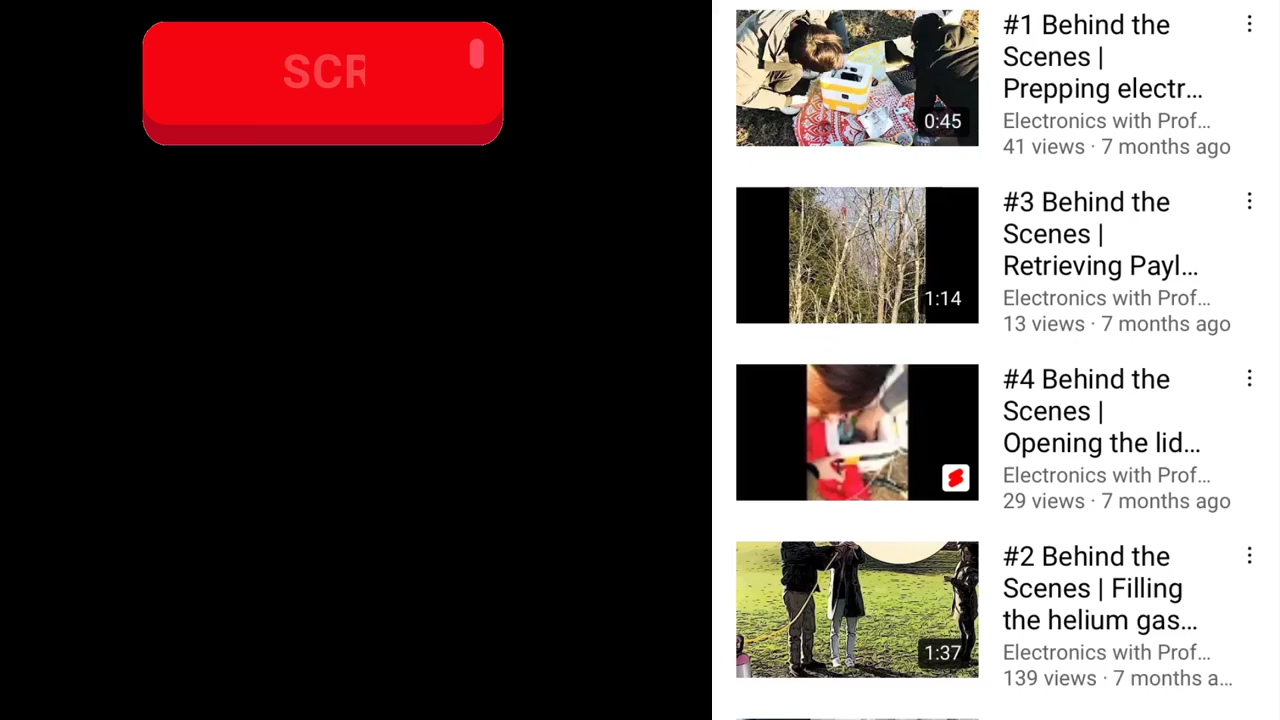 SCR
#1 Behind the
Scenes |
Prepping electr...
Electronics with Prof...
41 views · 7 months ago
0:45
#3 Behind the
Scenes |
Retrieving Payl...
Electronics with Prof...
13 views · 7 months ago
1:14
#4 Behind the
Scenes |
Opening the lid...
Electronics with Prof...
29 views · 7 months ago
#2 Behind the
Scenes | Filling
the helium gas...
Electronics with Prof...
139 views · 7 months a...
1:37